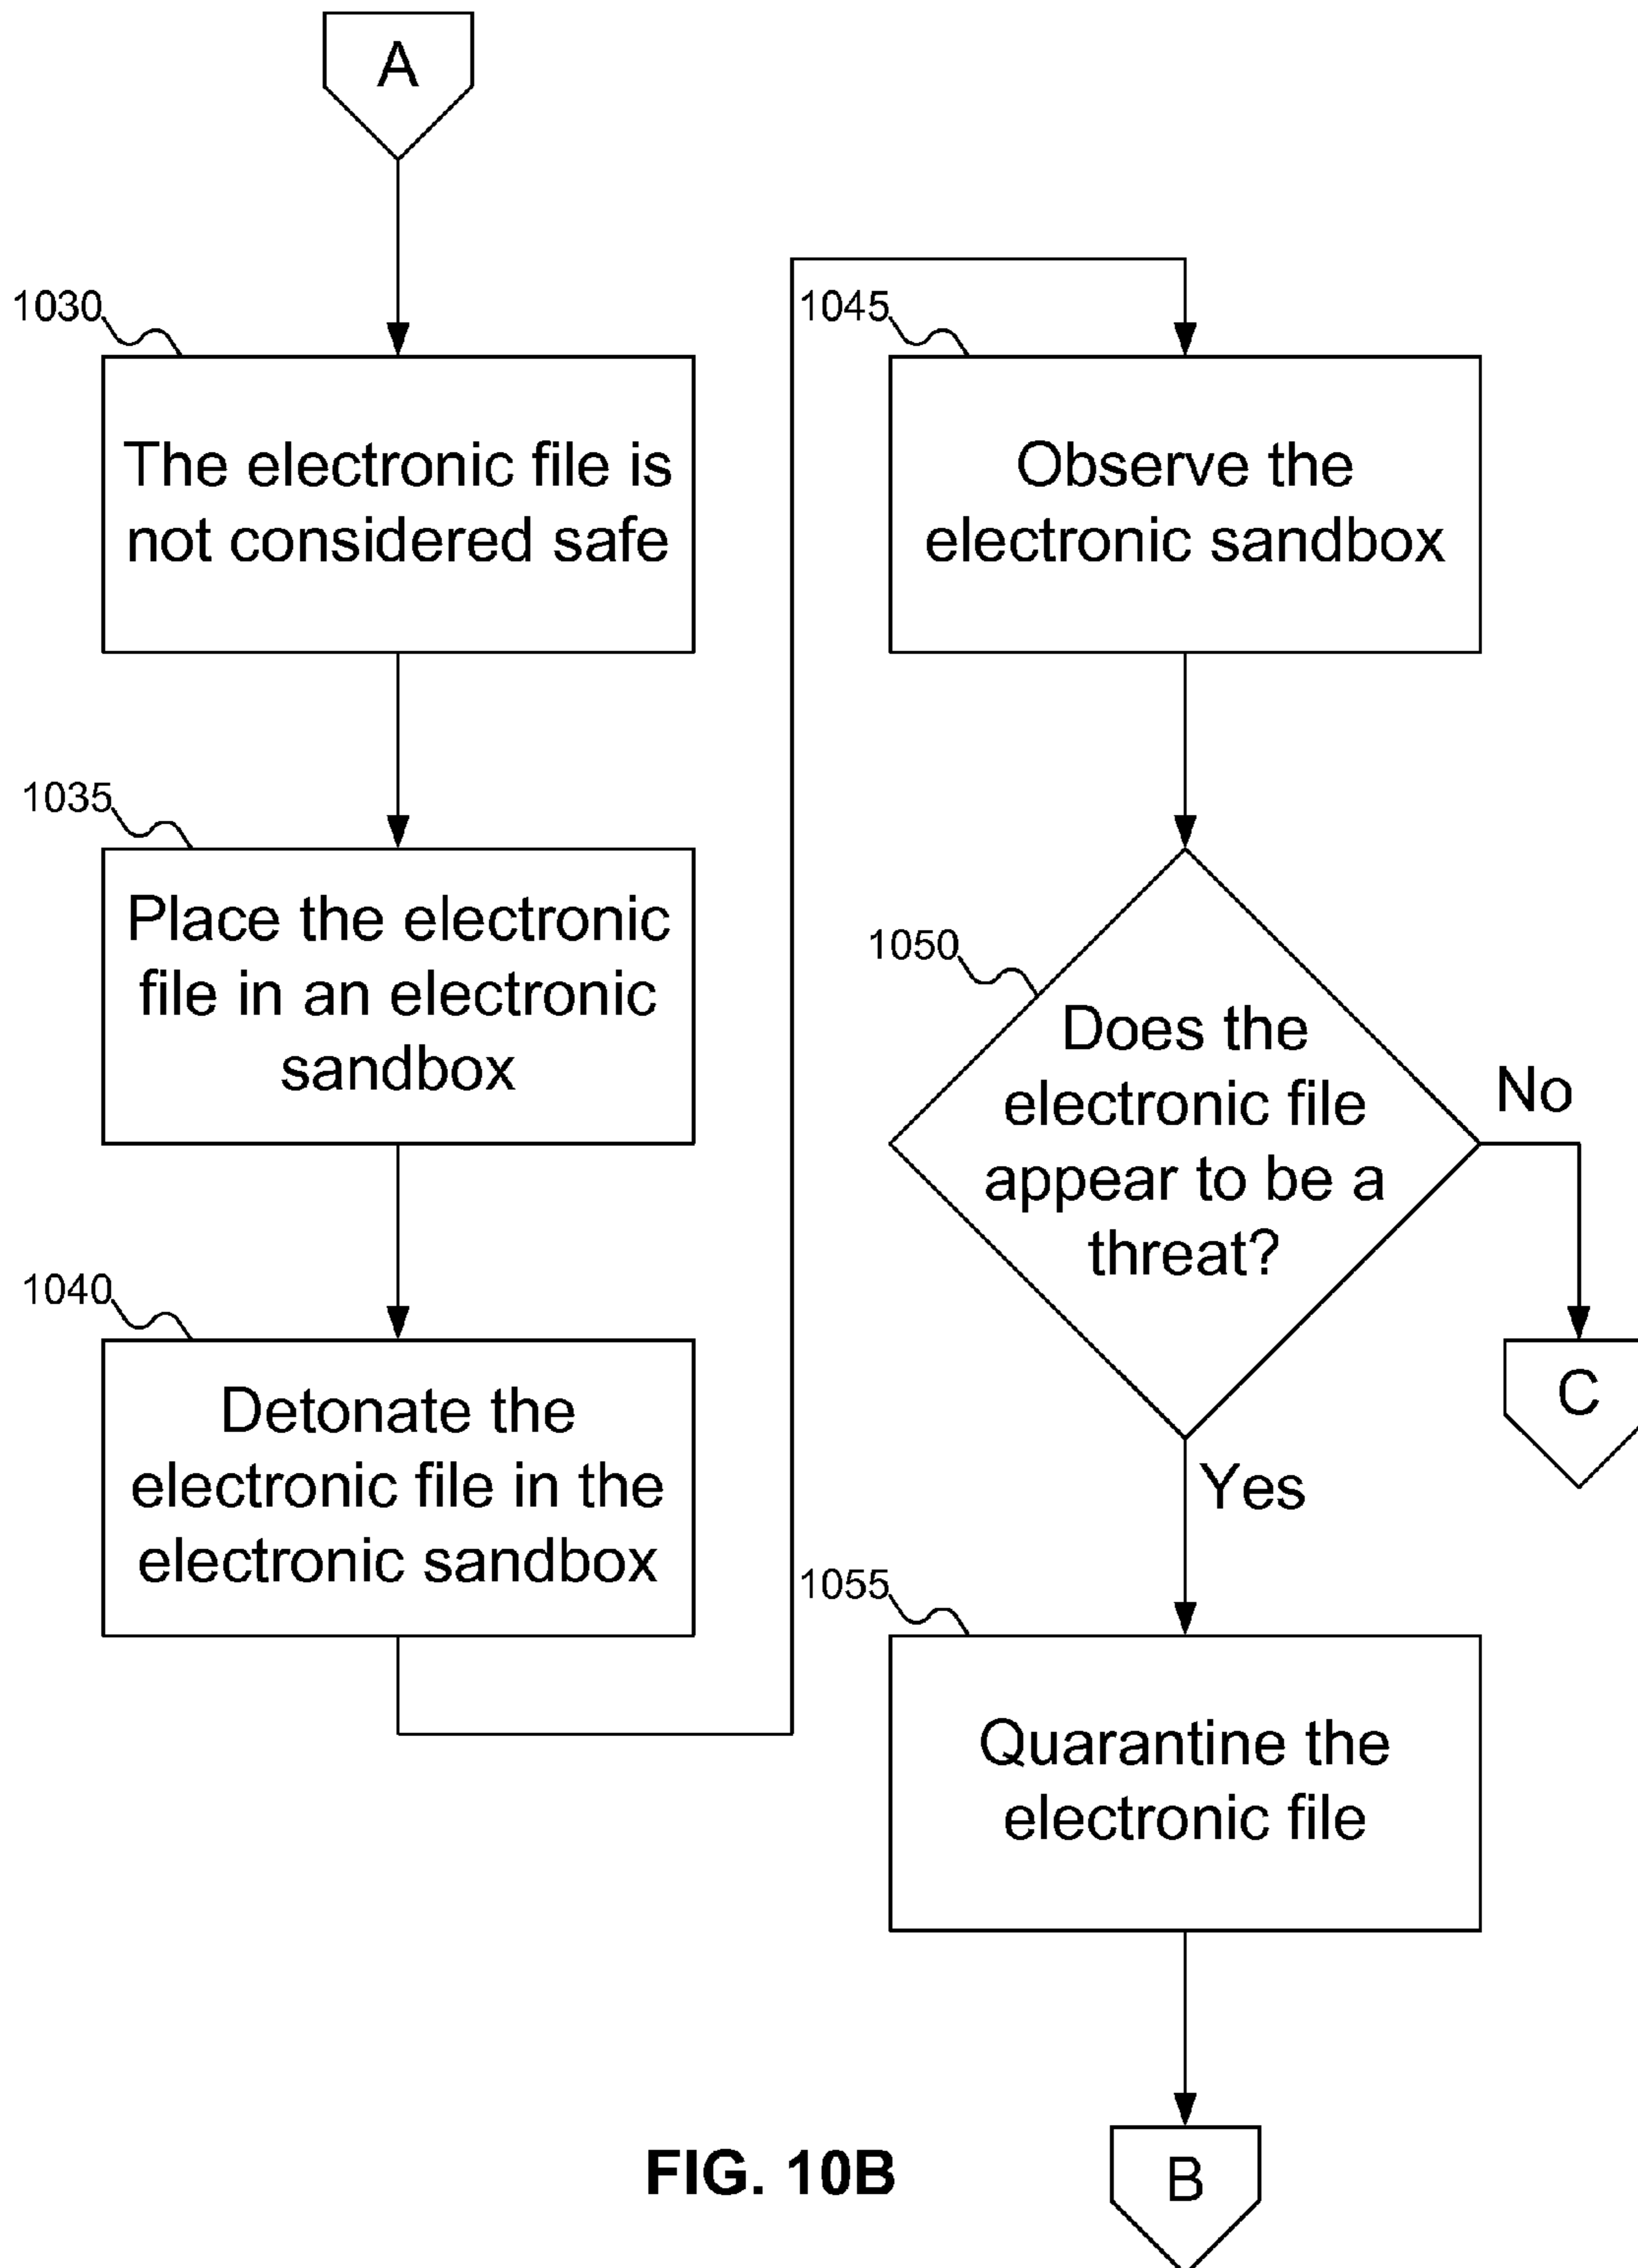 A
1030
The electronic file is
not considered safe
1035
Place the electronic
file in an electronic
sandbox
1040
Detonate the
electronic file in the
electronic sandbox
1045
Observe the
electronic sandbox
1050
Does the
electronic file
appear to be a
threat?
No
C
Yes
1055
Quarantine the
electronic file
B
FIG. 10B